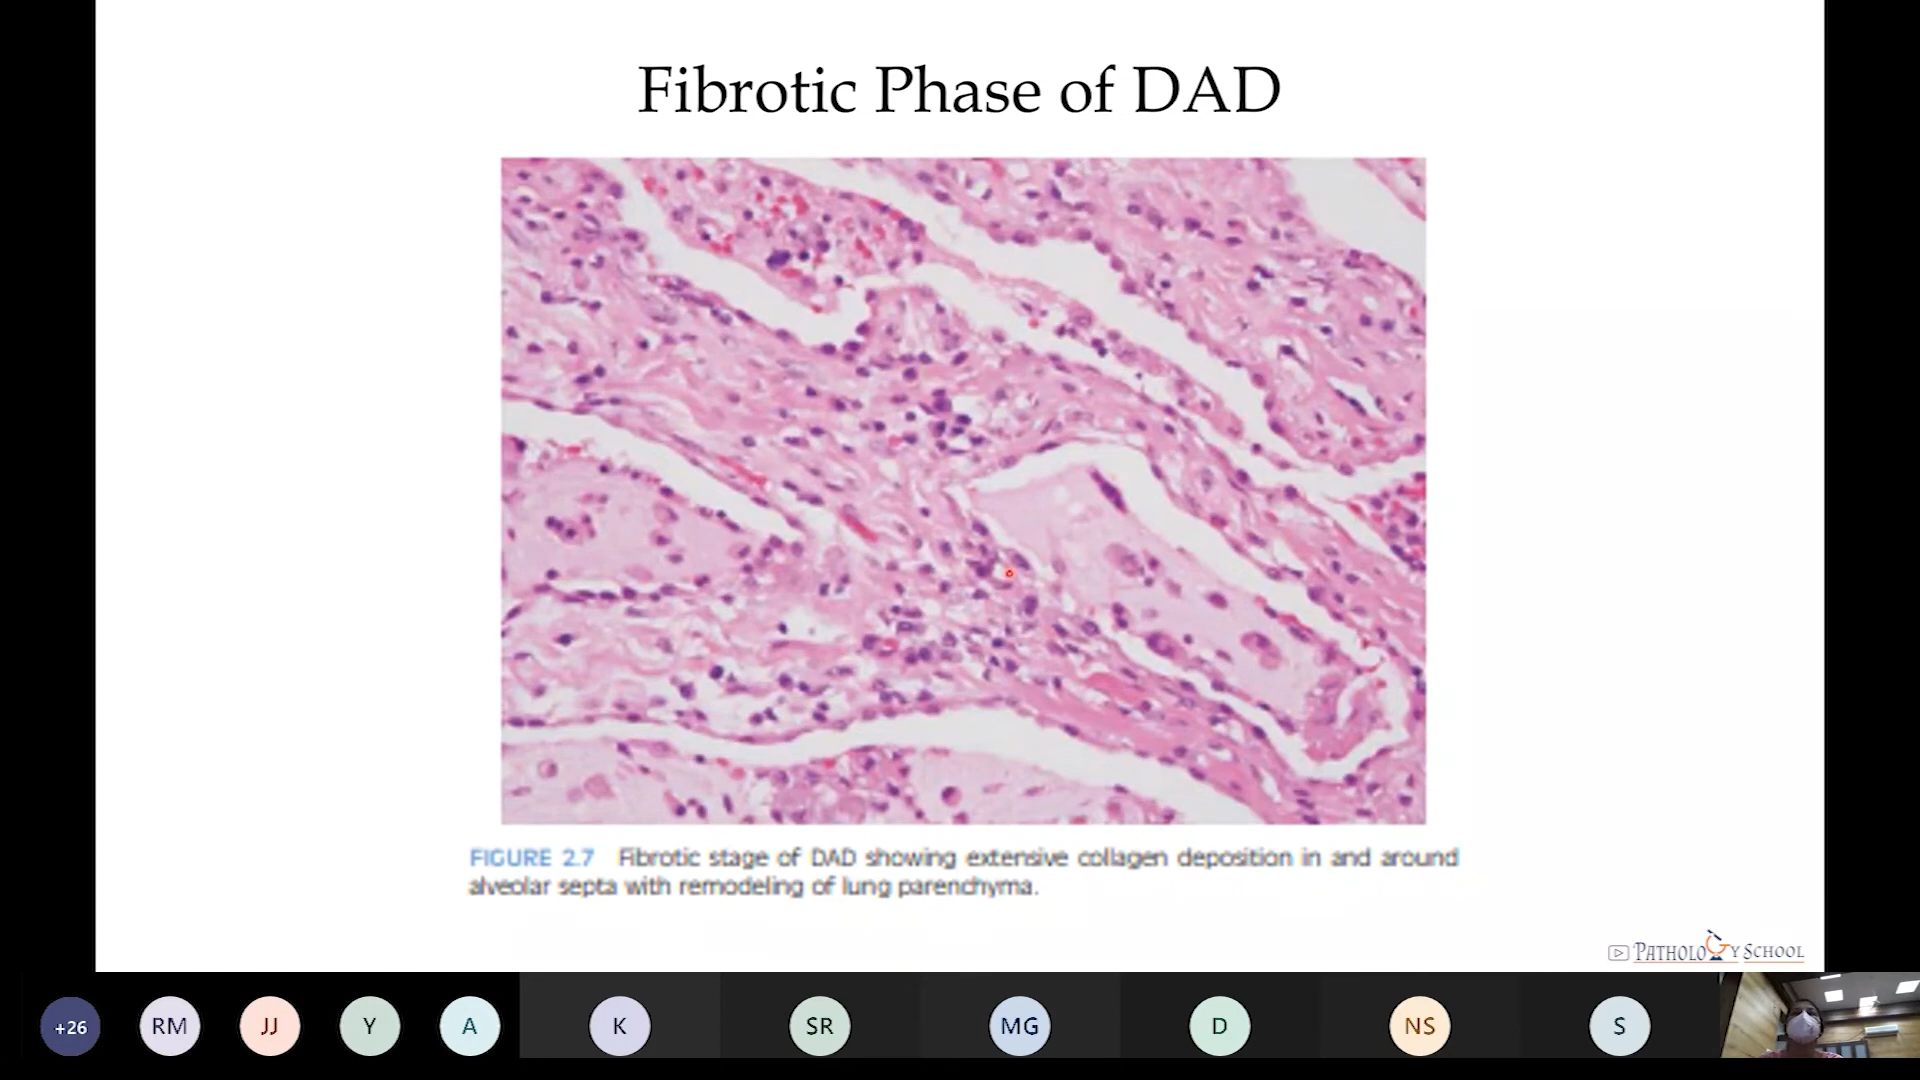 Fibrotic Phase of DAD
FIGURE 2.7 Fibrotic stage of DAD showing extensive collagen deposition in and around
alveolar septa with remodeling of lung parenchyma.
PATHOLOGY SCHOOL
+26 RM JJ Y A K SR MG D NS S